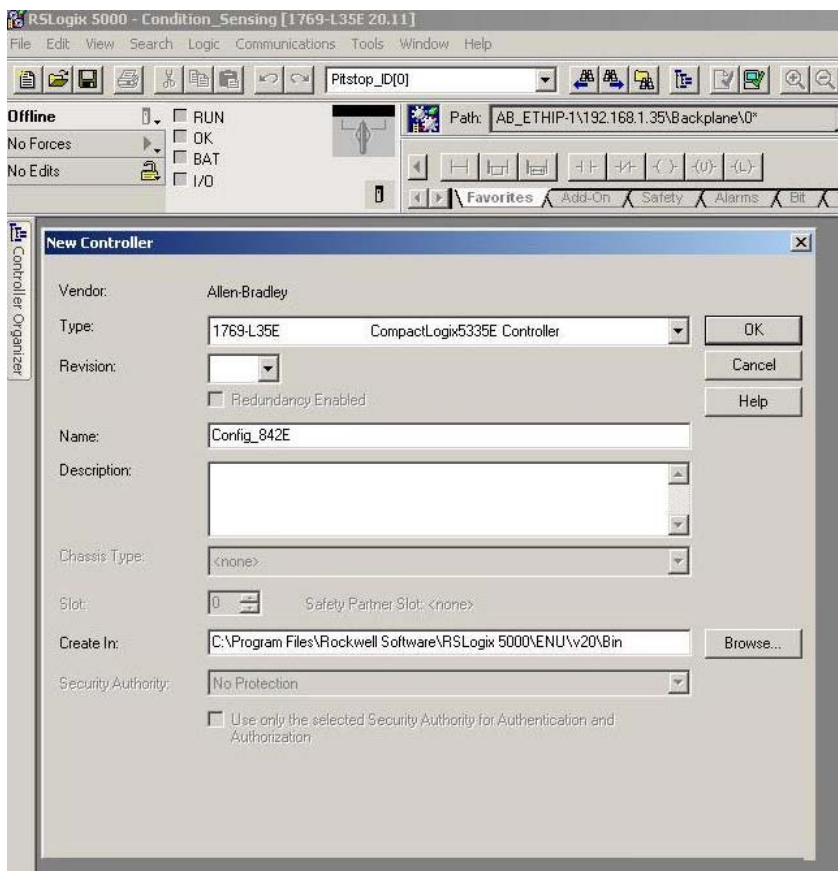 RSLogix 5000 - Condition_Sensing [1769-L35E 20.11]
File Edit View Search Logic Communications Tools Window Help
Pitstop_ID[0]
Offline
RUN
Path: AB_ETHIP-1\192.168.1.35\Backplane\0*
No Forces
OK
BAT
No Edits
I/O
Favorites Add-On Safety Alarms Bit
Controller Organizer
New Controller
Vendor: Allen-Bradley
Type: 1769-L35E CompactLogix5335E Controller OK
Revision: Cancel
Redundancy Enabled Help
Name: Config_842E
Description:
Chassis Type: <none>
Slot: 0 Safety Partner Slot: <none>
Create In: C:\Program Files\Rockwell Software\RSLogix 5000\ENU\v20\Bin Browse...
Security Authority: No Protection
Use only the selected Security Authority for Authentication and
Authorization